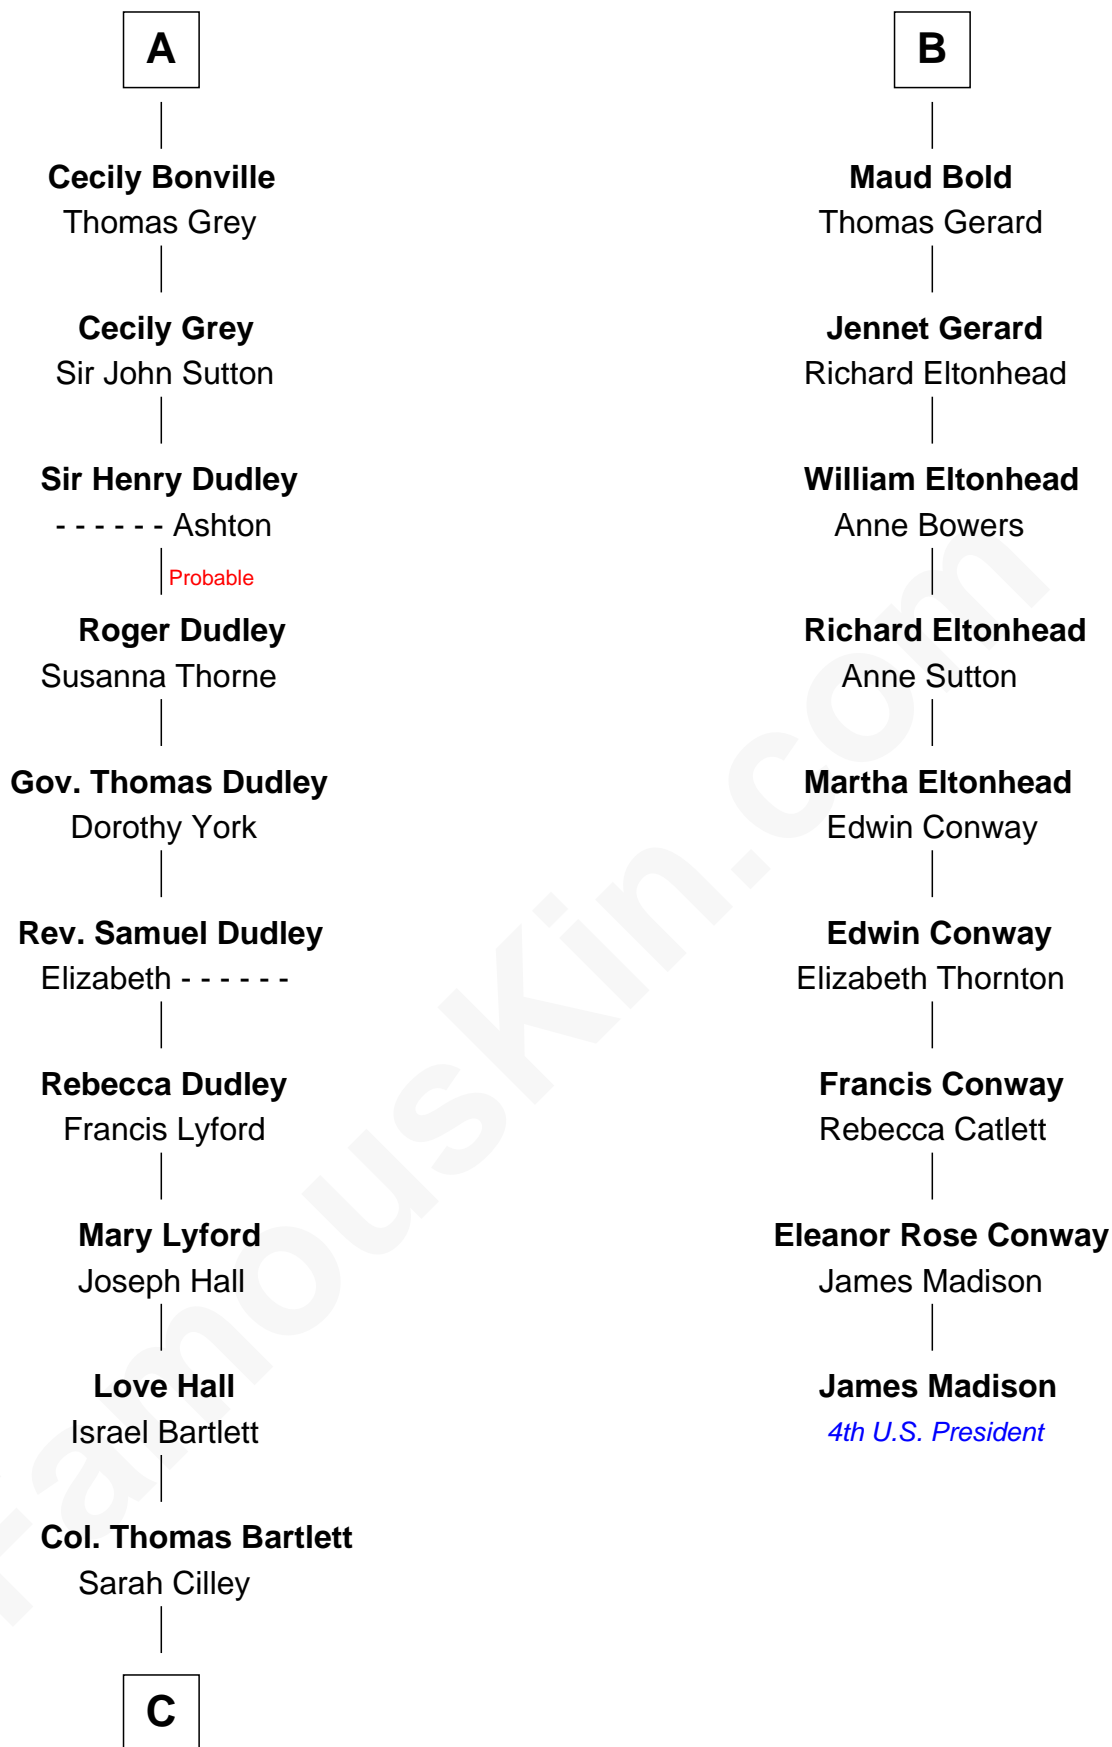 A
Cecily Bonville
Thomas Grey
Cecily Grey
Sir John Sutton
Sir Henry Dudley
- - - - - - Ashton
Probable
Roger Dudley
Susanna Thorne
Gov. Thomas Dudley
Dorothy York
Rev. Samuel Dudley
Elizabeth - - - - - -
Rebecca Dudley
Francis Lyford
Mary Lyford
Joseph Hall
Love Hall
Israel Bartlett
Col. Thomas Bartlett
Sarah Cilley
C
B
Maud Bold
Thomas Gerard
Jennet Gerard
Richard Eltonhead
William Eltonhead
Anne Bowers
Richard Eltonhead
Anne Sutton
Martha Eltonhead
Edwin Conway
Edwin Conway
Elizabeth Thornton
Francis Conway
Rebecca Catlett
Eleanor Rose Conway
James Madison
James Madison
4th U.S. President
FamousKin.com